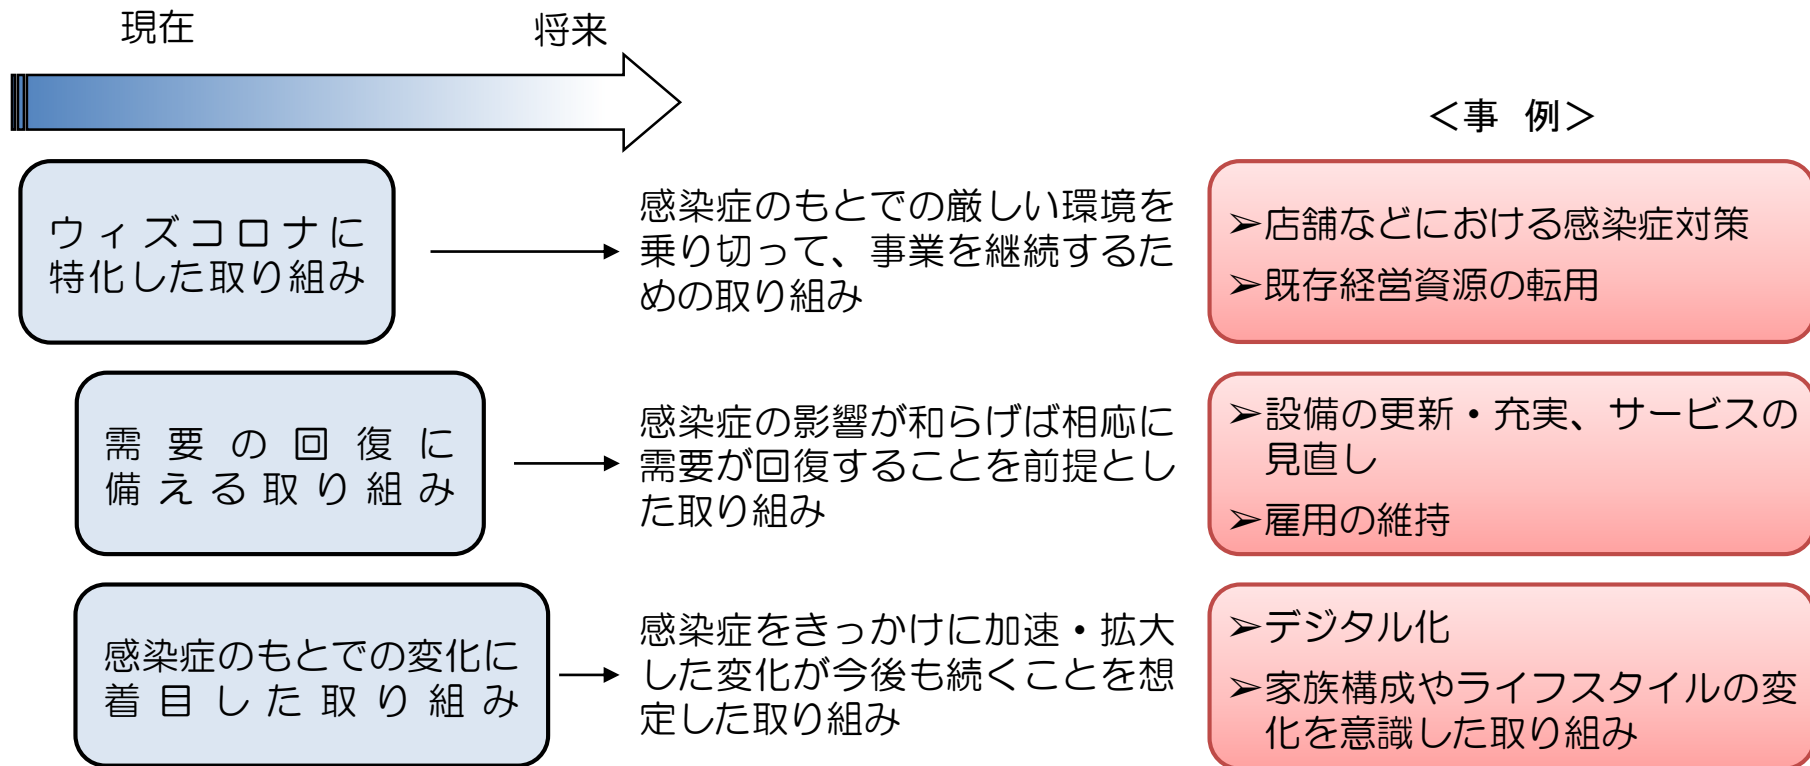 現在
将来
<事 例>
ウィズコロナに
特化した取り組み
感染症のもとでの厳しい環境を
乗り切って、事業を継続するた
めの取り組み
➢店舗などにおける感染症対策
➢既存経営資源の転用
需要の回復に
備える取り組み
感染症の影響が和らげば相応に
需要が回復することを前提とし
た取り組み
➢設備の更新・充実、サービスの
見直し
➢雇用の維持
感染症のもとでの変化に
着目した取り組み
感染症をきっかけに加速・拡大
した変化が今後も続くことを想
定した取り組み
➢デジタル化
➢家族構成やライフスタイルの変
化を意識した取り組み